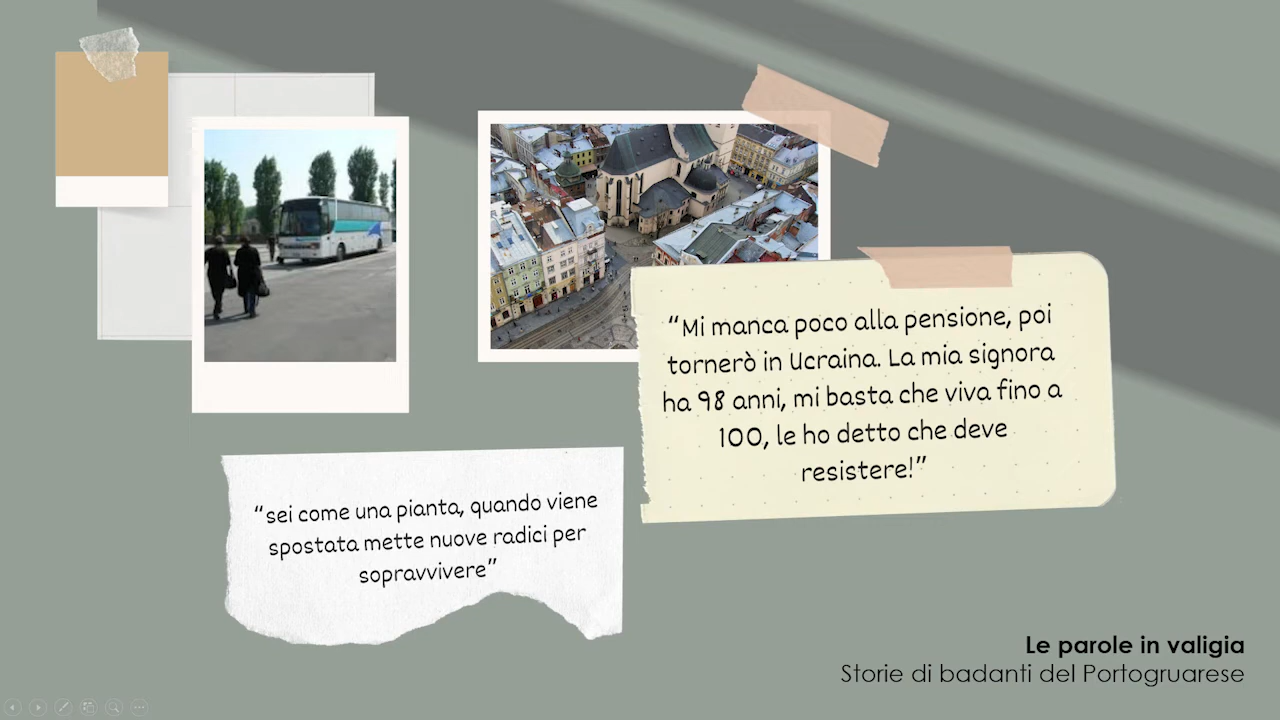 “Mi manca poco alla pensione, poi
tornerò in Ucraina. La mia signora
ha 98 anni, mi basta che viva fino a
100, le ho detto che deve
resistere!”
“sei come una pianta, quando viene
spostata mette nuove radici per
sopravvivere”
Le parole in valigia
Storie di badanti del Portogruarese